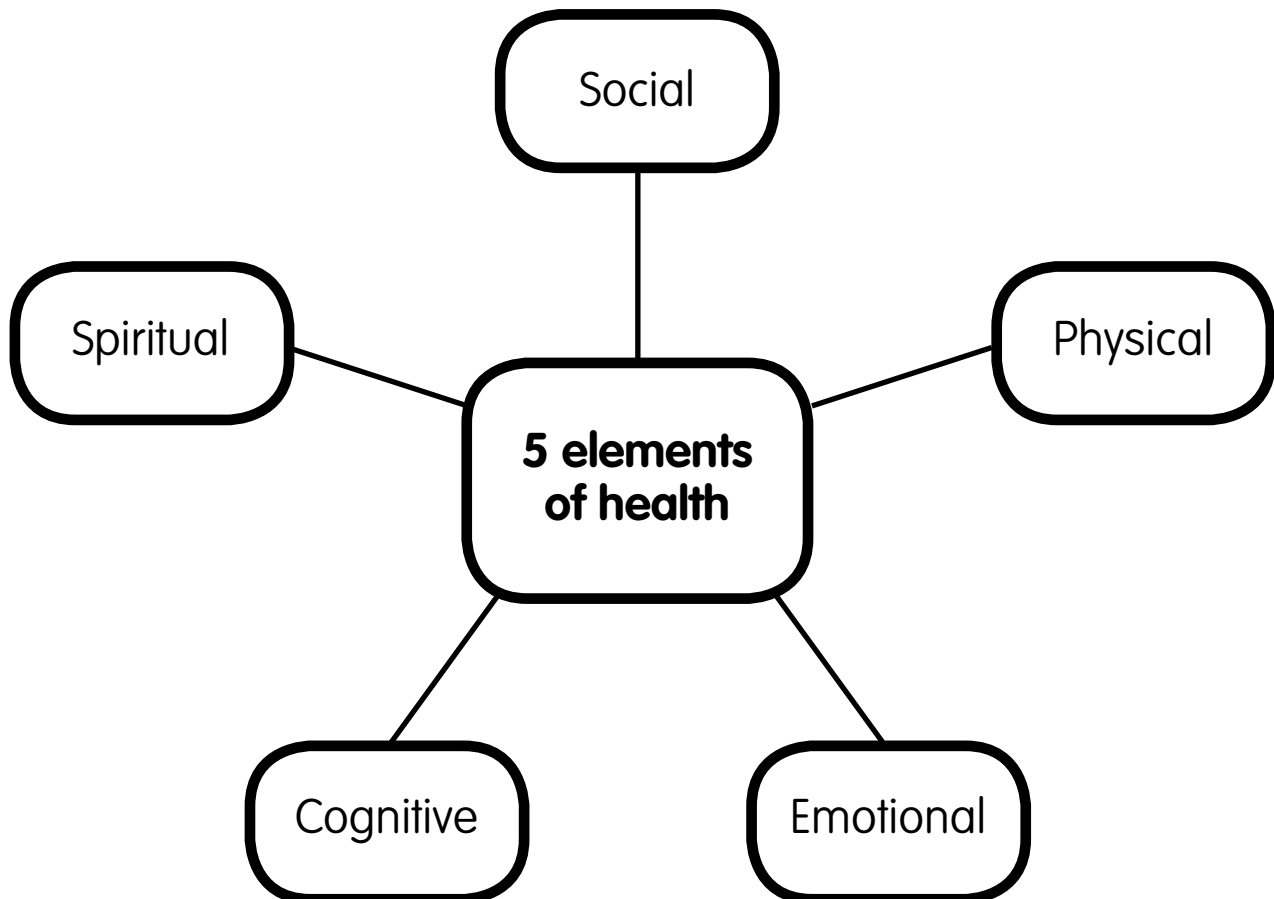 Social
Spiritual
Physical
5 elements
of health
Cognitive
Emotional